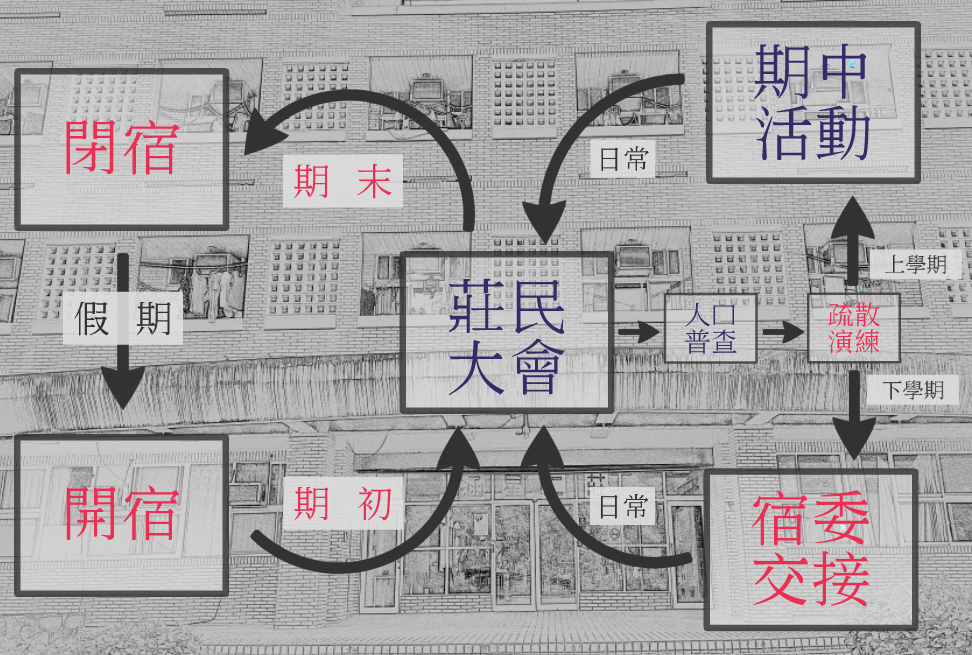 期中
活動
閉宿
日常
期 末
上學期
莊民
大會
人口
普查
疏散
演練
假 期
下學期
開宿
期 初
日常
宿委
交接